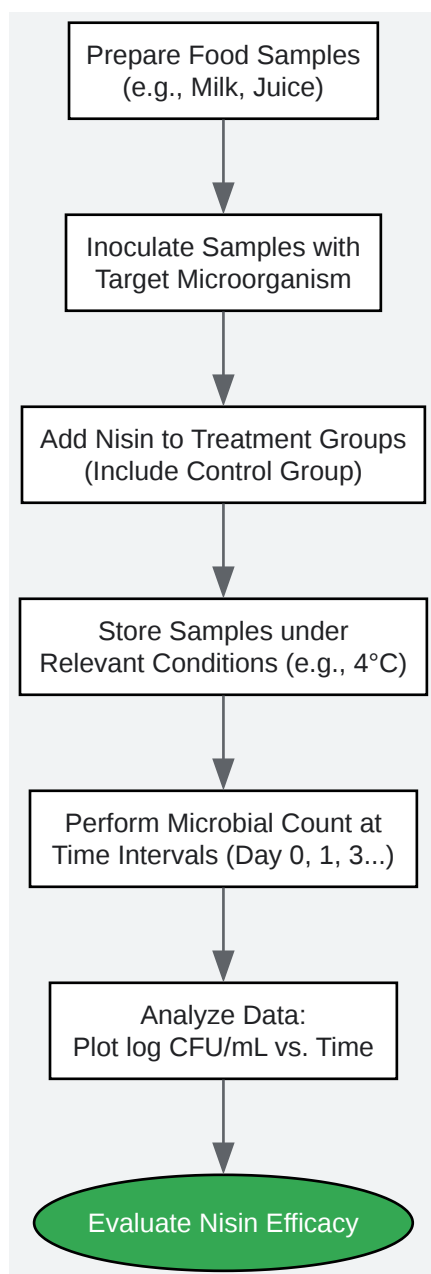 Prepare Food Samples
(e.g., Milk, Juice)
Inoculate Samples with
Target Microorganism
Add Nisin to Treatment Groups
(Include Control Group)
Store Samples under
Relevant Conditions (e.g., 4°C)
Perform Microbial Count at
Time Intervals (Day 0, 1, 3...)
Analyze Data:
Plot log CFU/mL vs. Time
Evaluate Nisin Efficacy